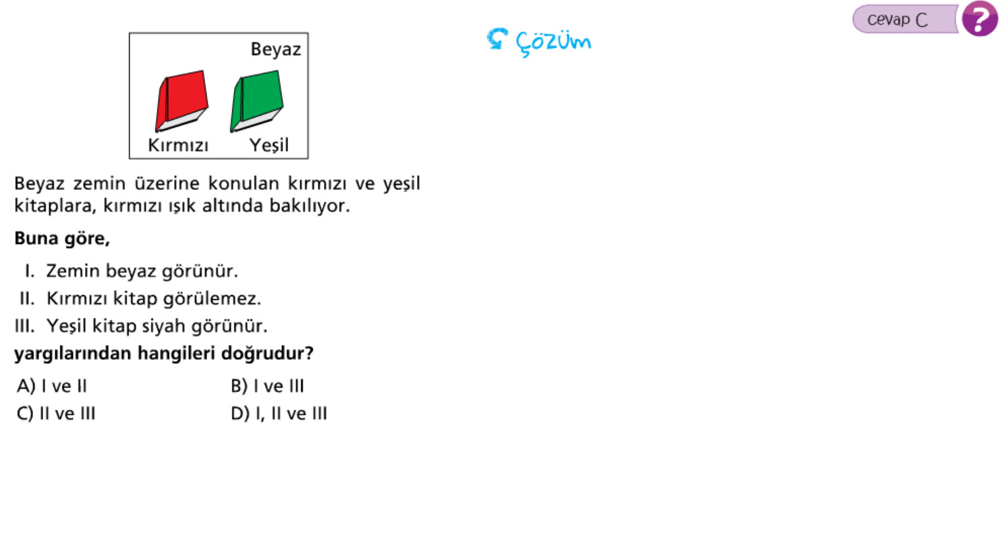 cevap C
?
Çözüm
Beyaz
Kırmızı Yeşil
Beyaz zemin üzerine konulan kırmızı ve yeşil
kitaplara, kırmızı ışık altında bakılıyor.
Buna göre,
I. Zemin beyaz görünür.
II. Kırmızı kitap görülemez.
III. Yeşil kitap siyah görünür.
yargılarından hangileri doğrudur?
A) I ve II B) I ve III
C) II ve III D) I, II ve III